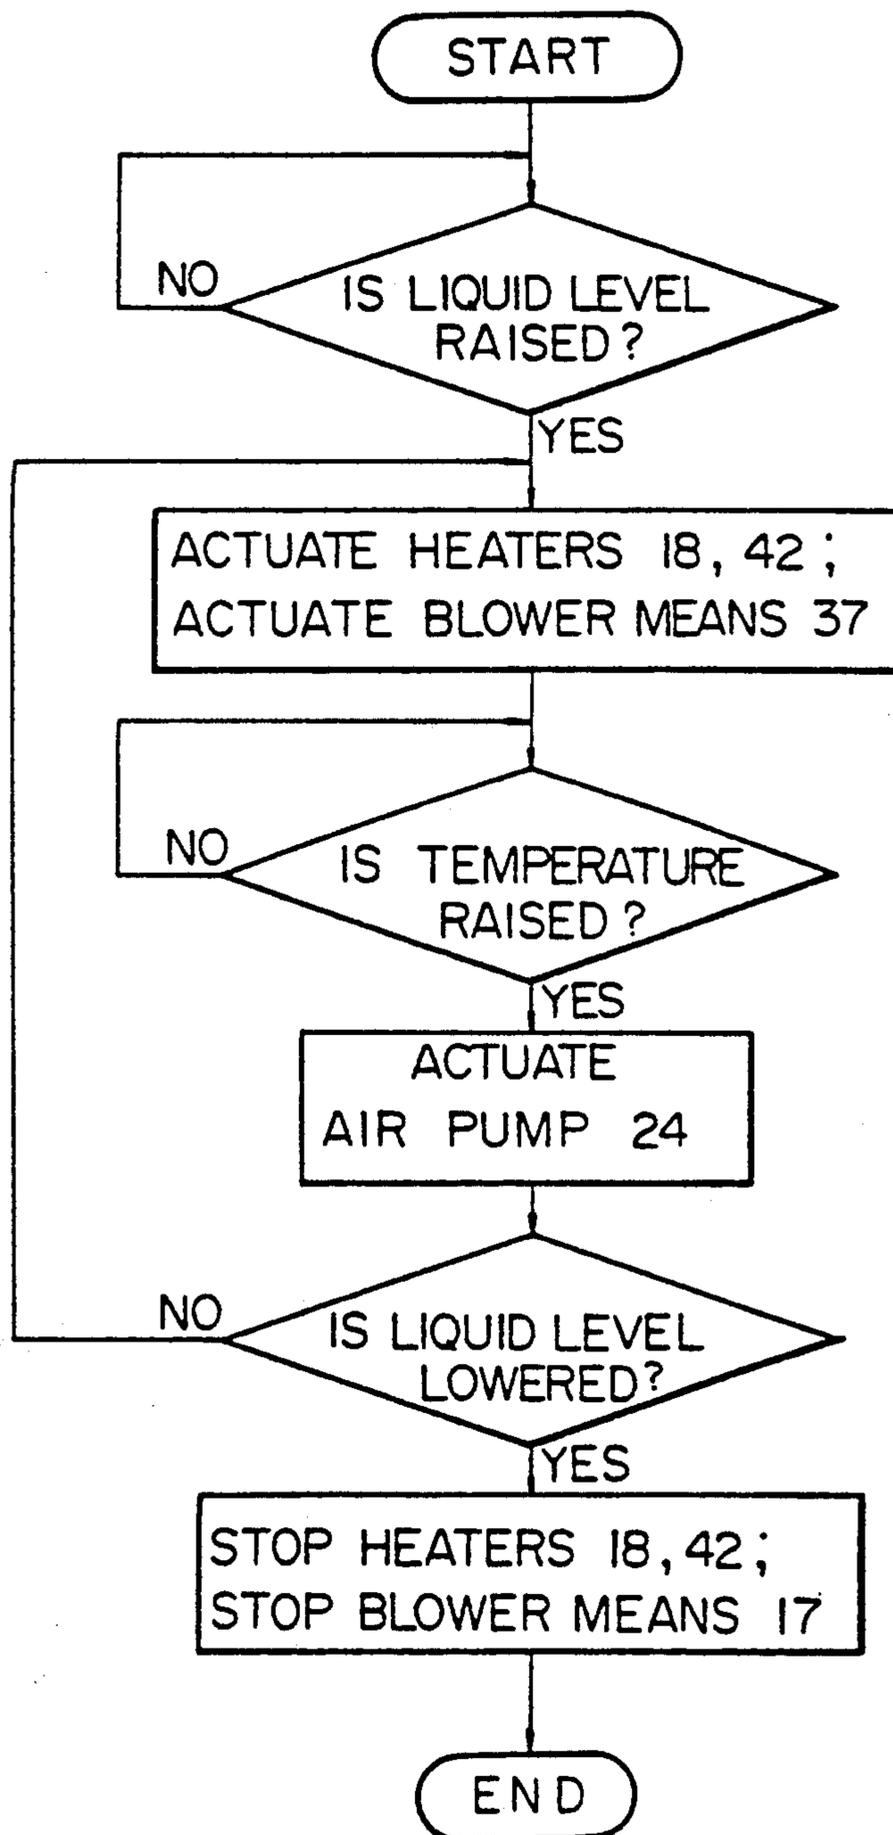 START
NO
IS LIQUID LEVEL
RAISED?
YES
ACTUATE HEATERS 18, 42;
ACTUATE BLOWER MEANS 37
NO
IS TEMPERATURE
RAISED?
YES
ACTUATE
AIR PUMP 24
NO
IS LIQUID LEVEL
LOWERED?
YES
STOP HEATERS 18, 42;
STOP BLOWER MEANS 17
END